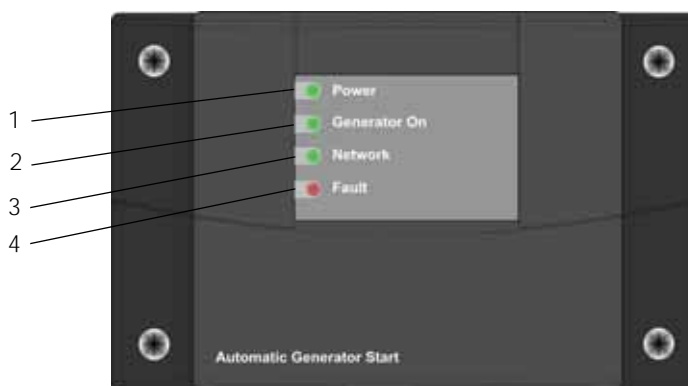 1
2
3
4
Power
Generator On
Network
Fault
Automatic Generator Start